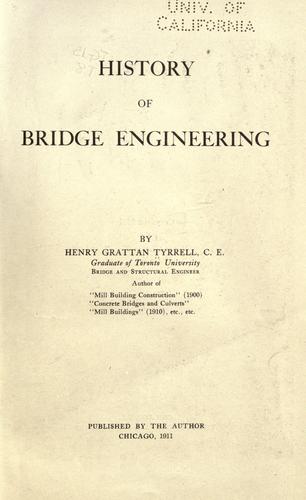 UNIV. OF
CALIFORNIA
HISTORY
OF
BRIDGE ENGINEERING
BY
HENRY GRATTAN TYRRELL, C. E.
Graduate of Toronto University
BRIDGE AND STRUCTURAL ENGINEER
Author of
"Mill Building Construction" (1900)
"Concrete Bridges and Culverts"
"Mill Buildings" (1910), etc., etc.
PUBLISHED BY THE AUTHOR
CHICAGO, 1911